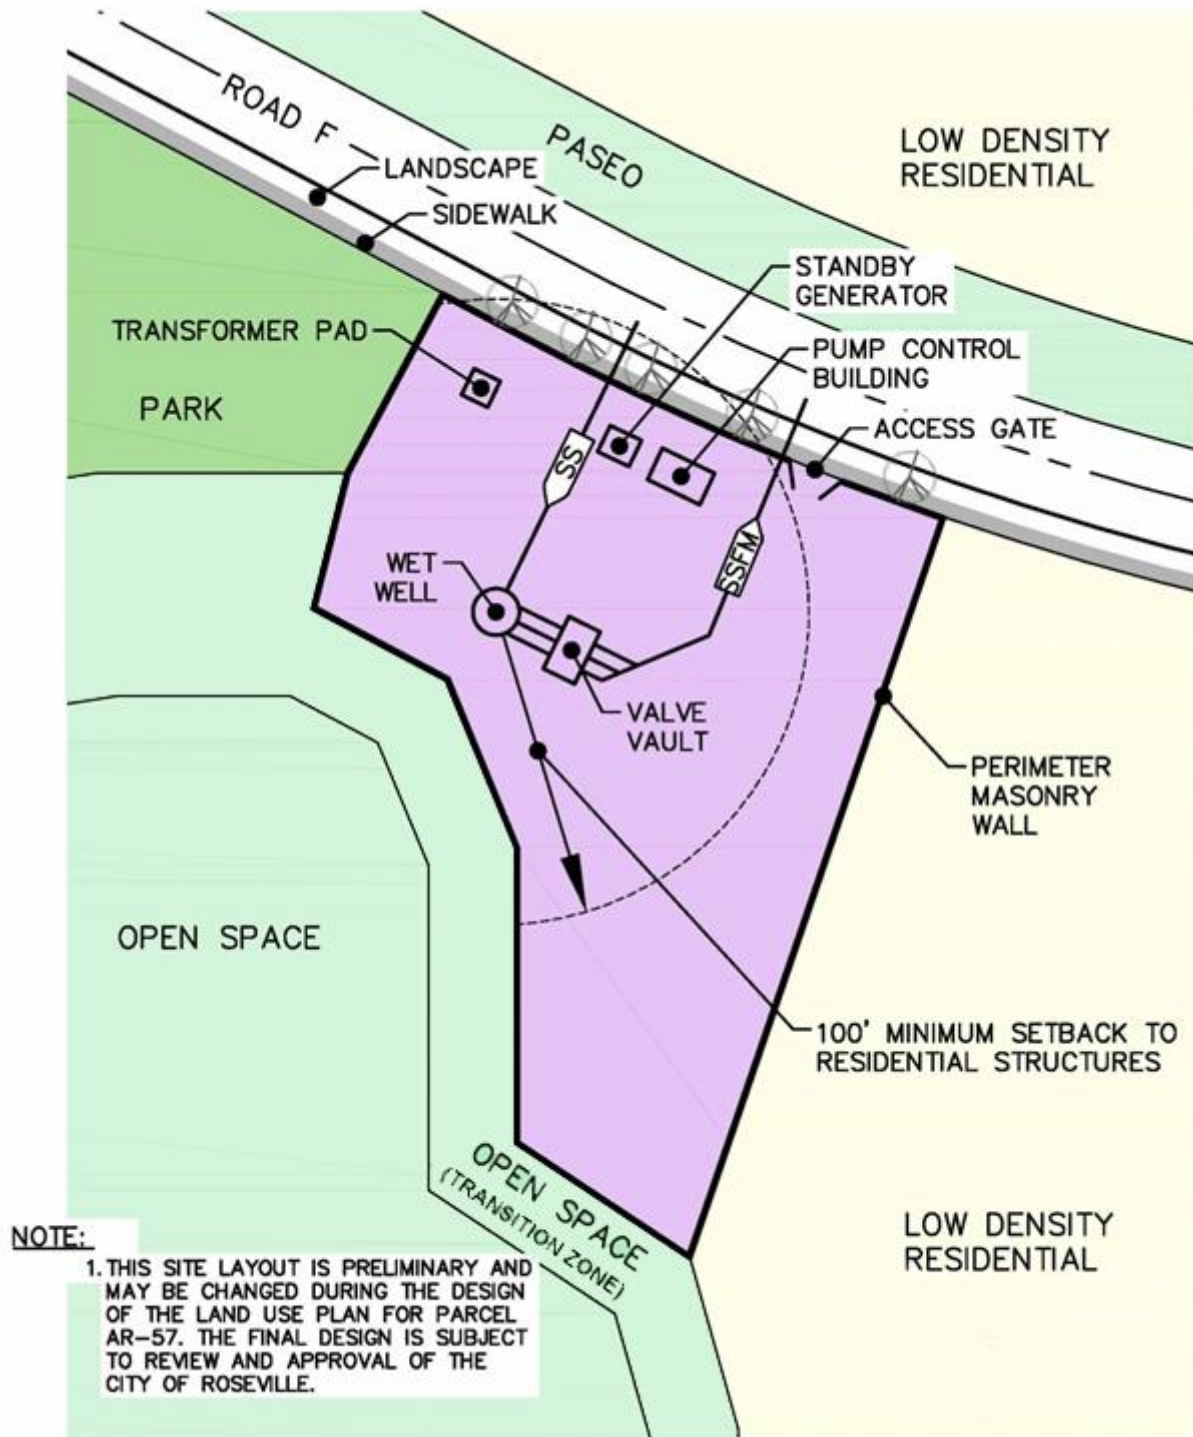 ROAD F
PASEO
LOW DENSITY
RESIDENTIAL
LANDSCAPE
SIDEWALK
STANDBY
GENERATOR
TRANSFORMER PAD
PUMP CONTROL
BUILDING
PARK
ACCESS GATE
SS
SSFM
WET
WELL
VALVE
VAULT
PERIMETER
MASONRY
WALL
OPEN SPACE
100' MINIMUM SETBACK TO
RESIDENTIAL STRUCTURES
OPEN SPACE
(TRANSITION ZONE)
LOW DENSITY
RESIDENTIAL
NOTE:
1. THIS SITE LAYOUT IS PRELIMINARY AND
MAY BE CHANGED DURING THE DESIGN
OF THE LAND USE PLAN FOR PARCEL
AR-57. THE FINAL DESIGN IS SUBJECT
TO REVIEW AND APPROVAL OF THE
CITY OF ROSEVILLE.